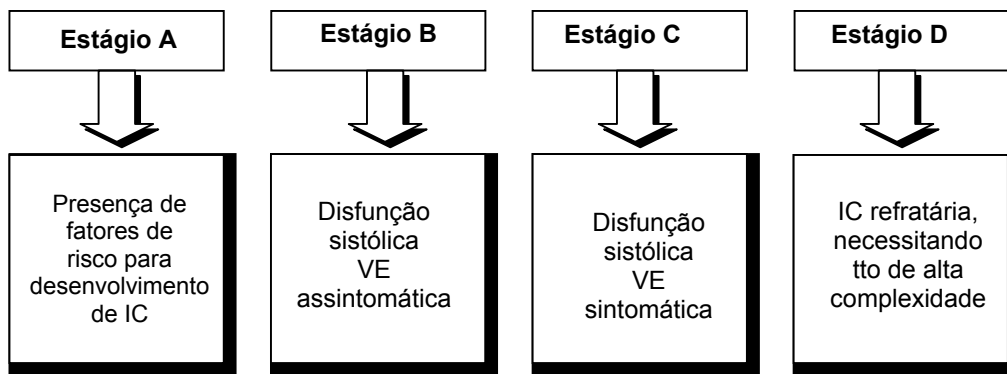 Estágio A
Estágio B
Estágio C
Estágio D
Presença de
fatores de
risco para
desenvolvimento
de IC
Disfunção
sistólica
VE
assintomática
Disfunção
sistólica
VE
sintomática
IC refratária,
necessitando
tto de alta
complexidade